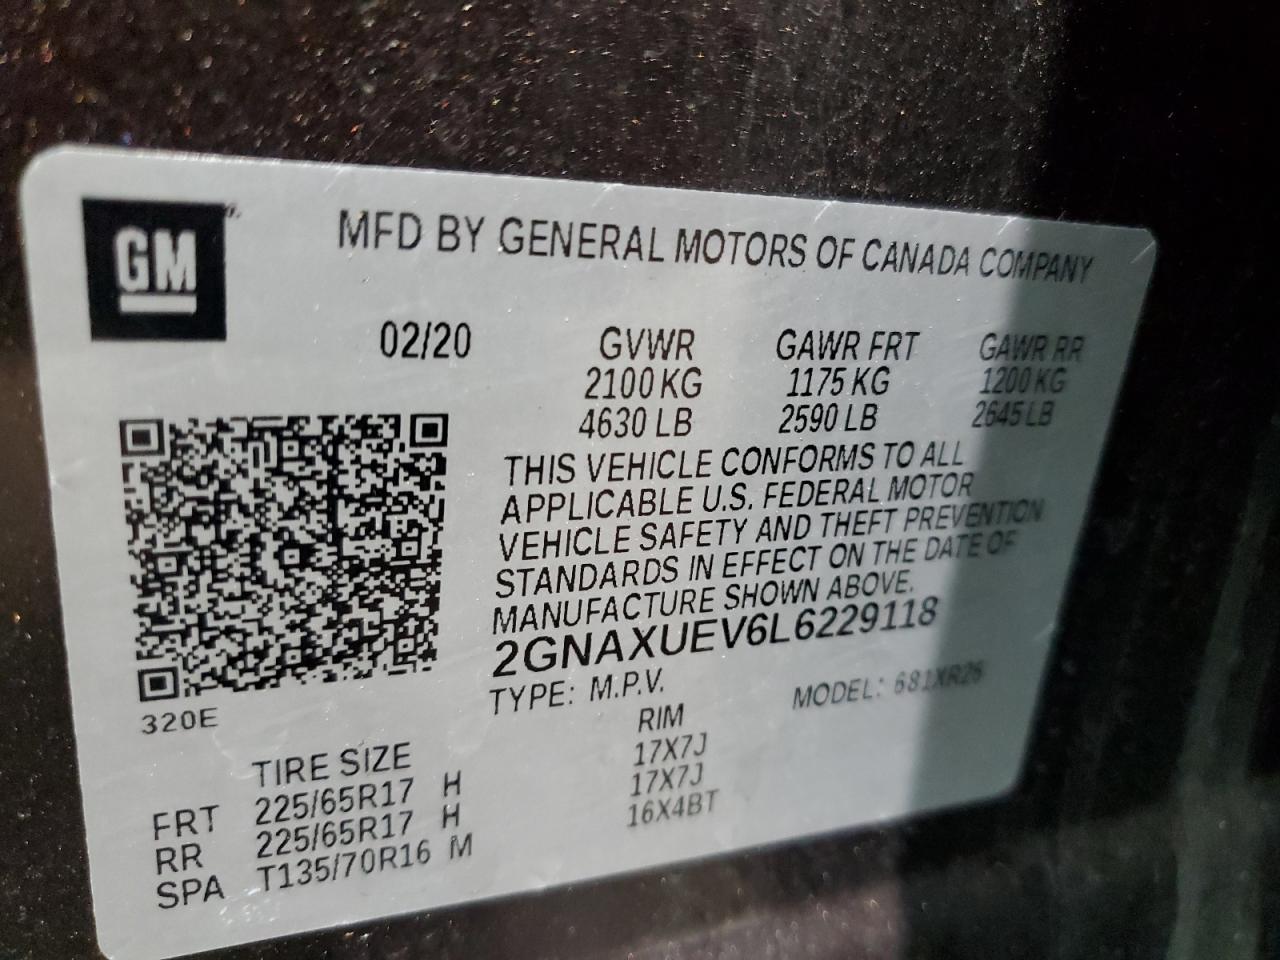 GM
MFD BY GENERAL MOTORS OF CANADA COMPANY
02/20 GVWR GAWR FRT GAWR RR
2100 KG 1175 KG 1200 KG
4630 LB 2590 LB 2645 LB
THIS VEHICLE CONFORMS TO ALL
APPLICABLE U.S. FEDERAL MOTOR
VEHICLE SAFETY AND THEFT PREVENTION
STANDARDS IN EFFECT ON THE DATE OF
MANUFACTURE SHOWN ABOVE.
2GNAXUEV6L6229118
TYPE: M.P.V. MODEL: 681XR26
320E
TIRE SIZE RIM
FRT 225/65R17 H 17X7J
RR 225/65R17 H 17X7J
SPA T135/70R16 M 16X4BT